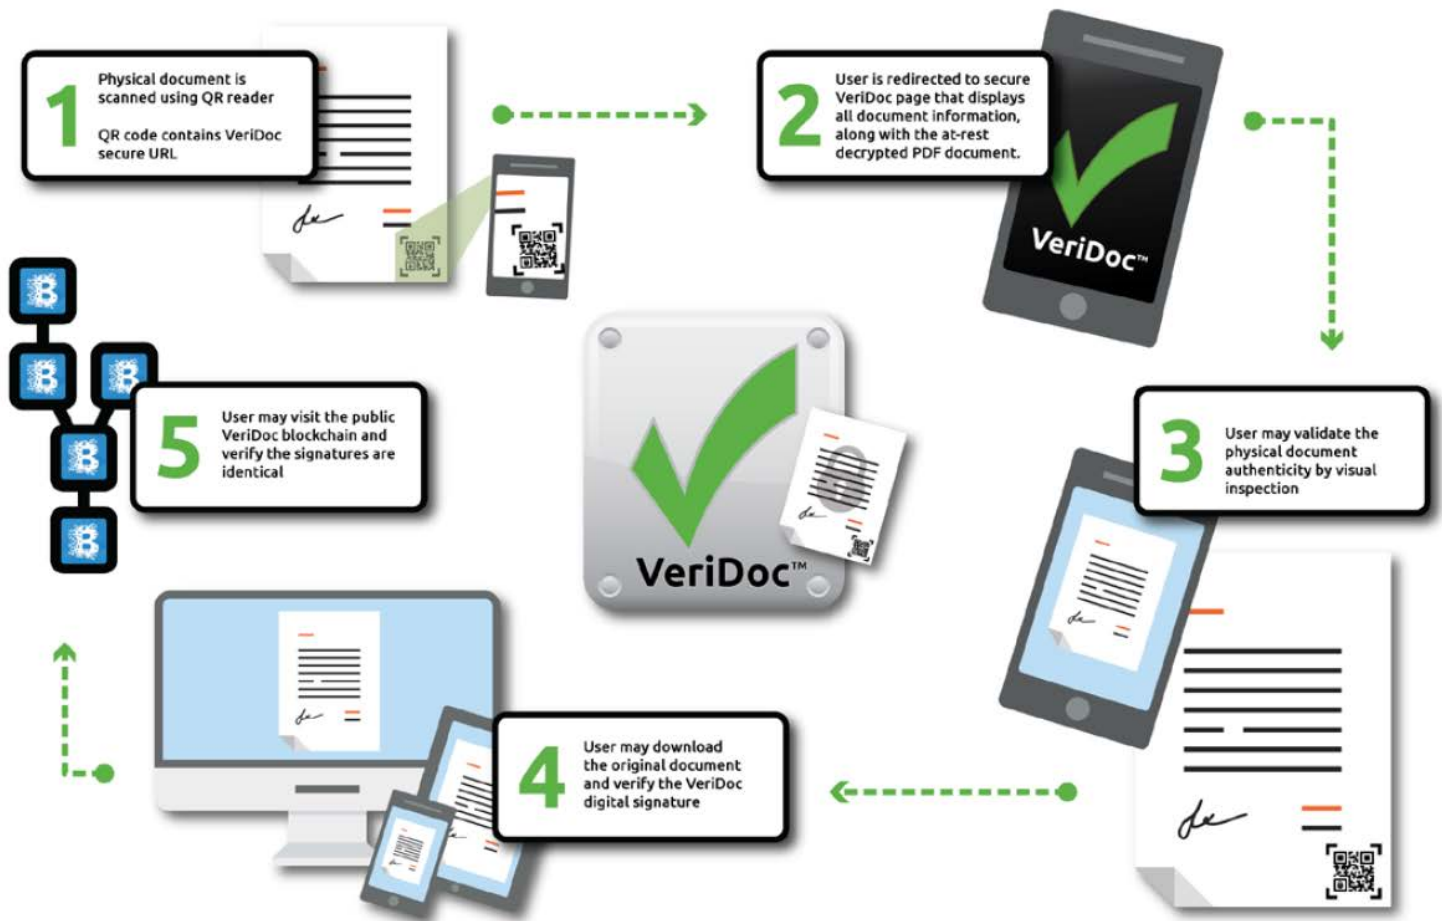 1
Physical document is
scanned using QR reader
QR code contains VeriDoc
secure URL
2
User is redirected to secure
VeriDoc page that displays
all document information,
along with the at-rest
decrypted PDF document.
VeriDoc™
3
User may validate the
physical document
authenticity by visual
inspection
VeriDoc™
4
User may download
the original document
and verify the VeriDoc
digital signature
5
User may visit the public
VeriDoc blockchain and
verify the signatures are
identical